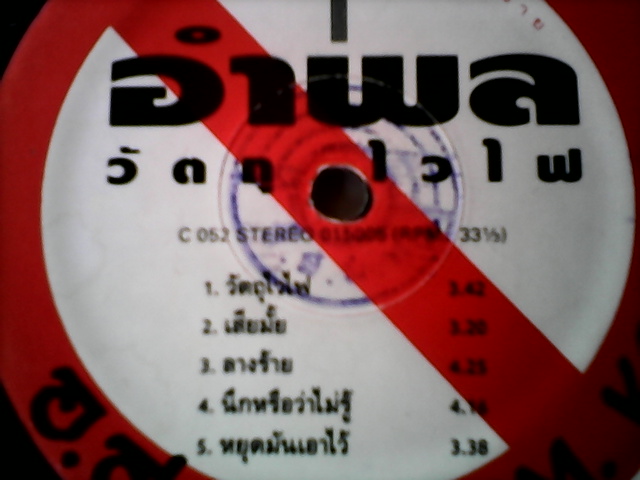 อำพล
วัตถุไวไฟ
C 052 STEREO (RPM 33⅓)
1. วัตถุไวไฟ 3.42
2. เสียมั้ย 3.20
3. ลางร้าย 4.25
4. นึกหรือว่าไม่รู้
5. หยุดมันเอาไว้ 3.38